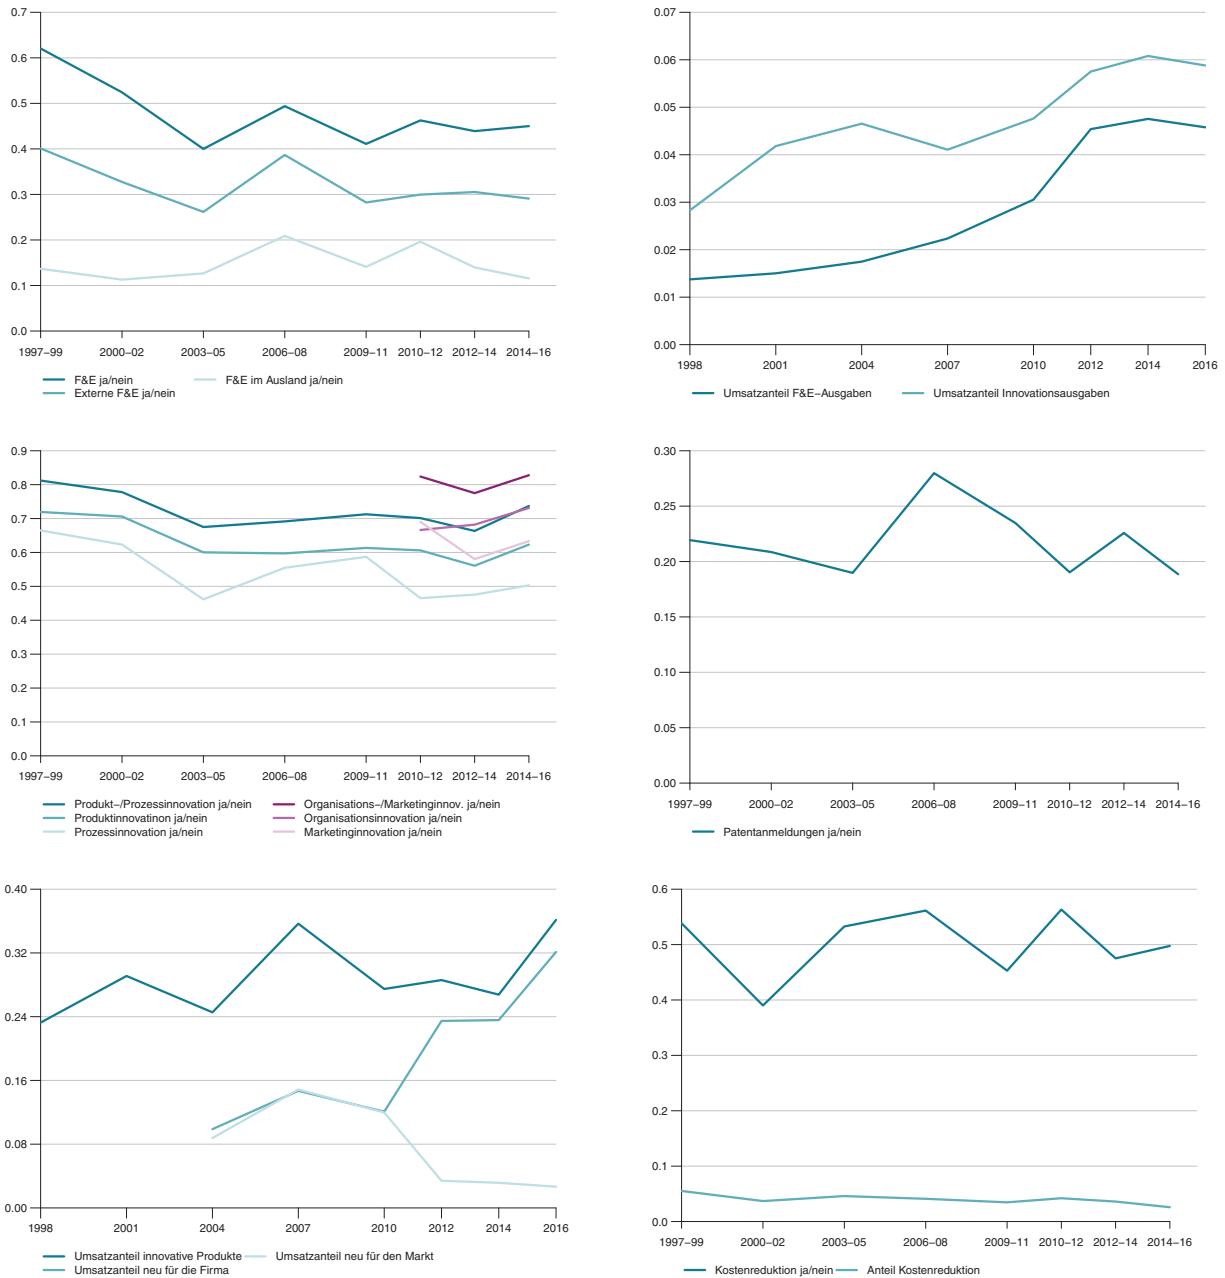 0.7
0.6
0.5
0.4
0.3
0.2
0.1
0.0
1997–99 2000–02 2003–05 2006–08 2009–11 2010–12 2012–14 2014–16
F&E ja/nein F&E im Ausland ja/nein
Externe F&E ja/nein
0.07
0.06
0.05
0.04
0.03
0.02
0.01
0.00
1998 2001 2004 2007 2010 2012 2014 2016
Umsatzanteil F&E–Ausgaben Umsatzanteil Innovationsausgaben
0.9
0.8
0.7
0.6
0.5
0.4
0.3
0.2
0.1
0.0
1997–99 2000–02 2003–05 2006–08 2009–11 2010–12 2012–14 2014–16
Produkt–/Prozessinnovation ja/nein Organisations–/Marketinginnov. ja/nein
Produktinnovatinon ja/nein Organisationsinnovation ja/nein
Prozessinnovation ja/nein Marketinginnovation ja/nein
0.30
0.25
0.20
0.15
0.10
0.05
0.00
1997–99 2000–02 2003–05 2006–08 2009–11 2010–12 2012–14 2014–16
Patentanmeldungen ja/nein
0.40
0.32
0.24
0.16
0.08
0.00
1998 2001 2004 2007 2010 2012 2014 2016
Umsatzanteil innovative Produkte Umsatzanteil neu für den Markt
Umsatzanteil neu für die Firma
0.6
0.5
0.4
0.3
0.2
0.1
0.0
1997–99 2000–02 2003–05 2006–08 2009–11 2010–12 2012–14 2014–16
Kostenreduktion ja/nein Anteil Kostenreduktion